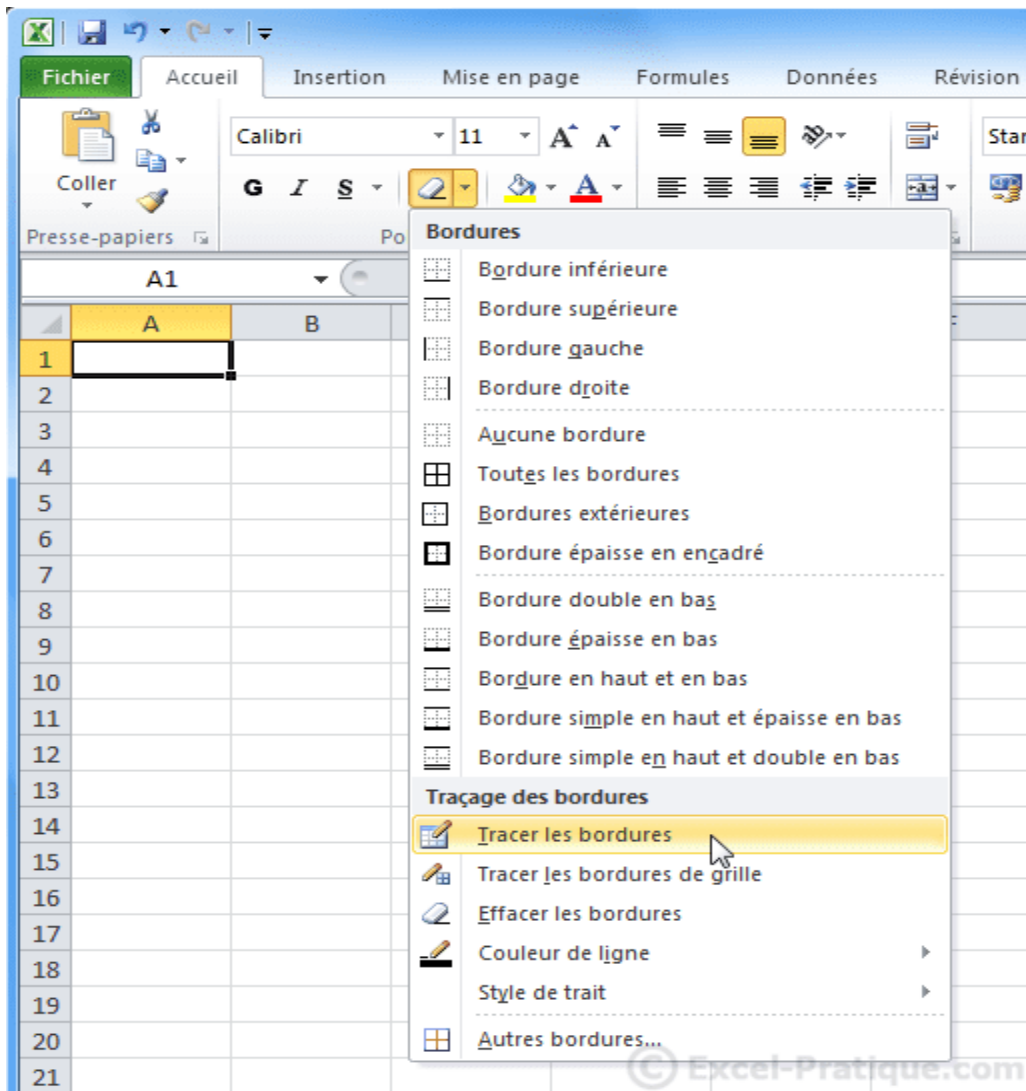 Fichier Accueil Insertion Mise en page Formules Données Révision
Calibri 11 A A
Coller G I S A a
Presse-papiers
A1
A B
Bordures
Bordure inférieure
Bordure supérieure
Bordure gauche
Bordure droite
Aucune bordure
Toutes les bordures
Bordures extérieures
Bordure épaisse en encadré
Bordure double en bas
Bordure épaisse en bas
Bordure en haut et en bas
Bordure simple en haut et épaisse en bas
Bordure simple en haut et double en bas
Traçage des bordures
Tracer les bordures
Tracer les bordures de grille
Effacer les bordures
Couleur de ligne
Style de trait
Autres bordures...
1
2
3
4
5
6
7
8
9
10
11
12
13
14
15
16
17
18
19
20
21
© Excel-Pratique.com